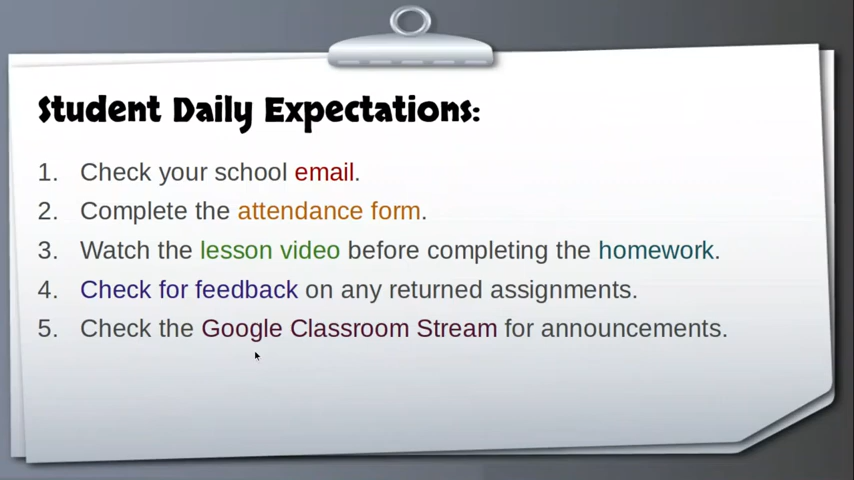 Student Daily Expectations:
1. Check your school email.
2. Complete the attendance form.
3. Watch the lesson video before completing the homework.
4. Check for feedback on any returned assignments.
5. Check the Google Classroom Stream for announcements.